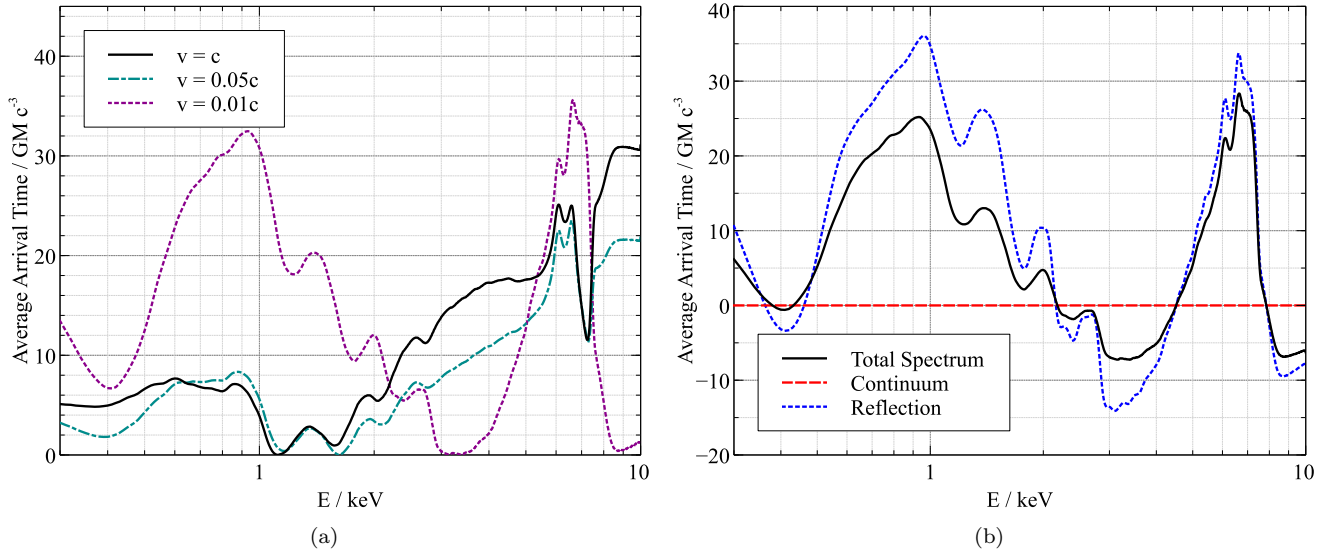 Average Arrival Time / GM c⁻³
40
30
20
10
0
v = c
v = 0.05c
v = 0.01c
1
10
E / keV
(a)
Average Arrival Time / GM c⁻³
40
30
20
10
0
−10
−20
Total Spectrum
Continuum
Reflection
1
10
E / keV
(b)